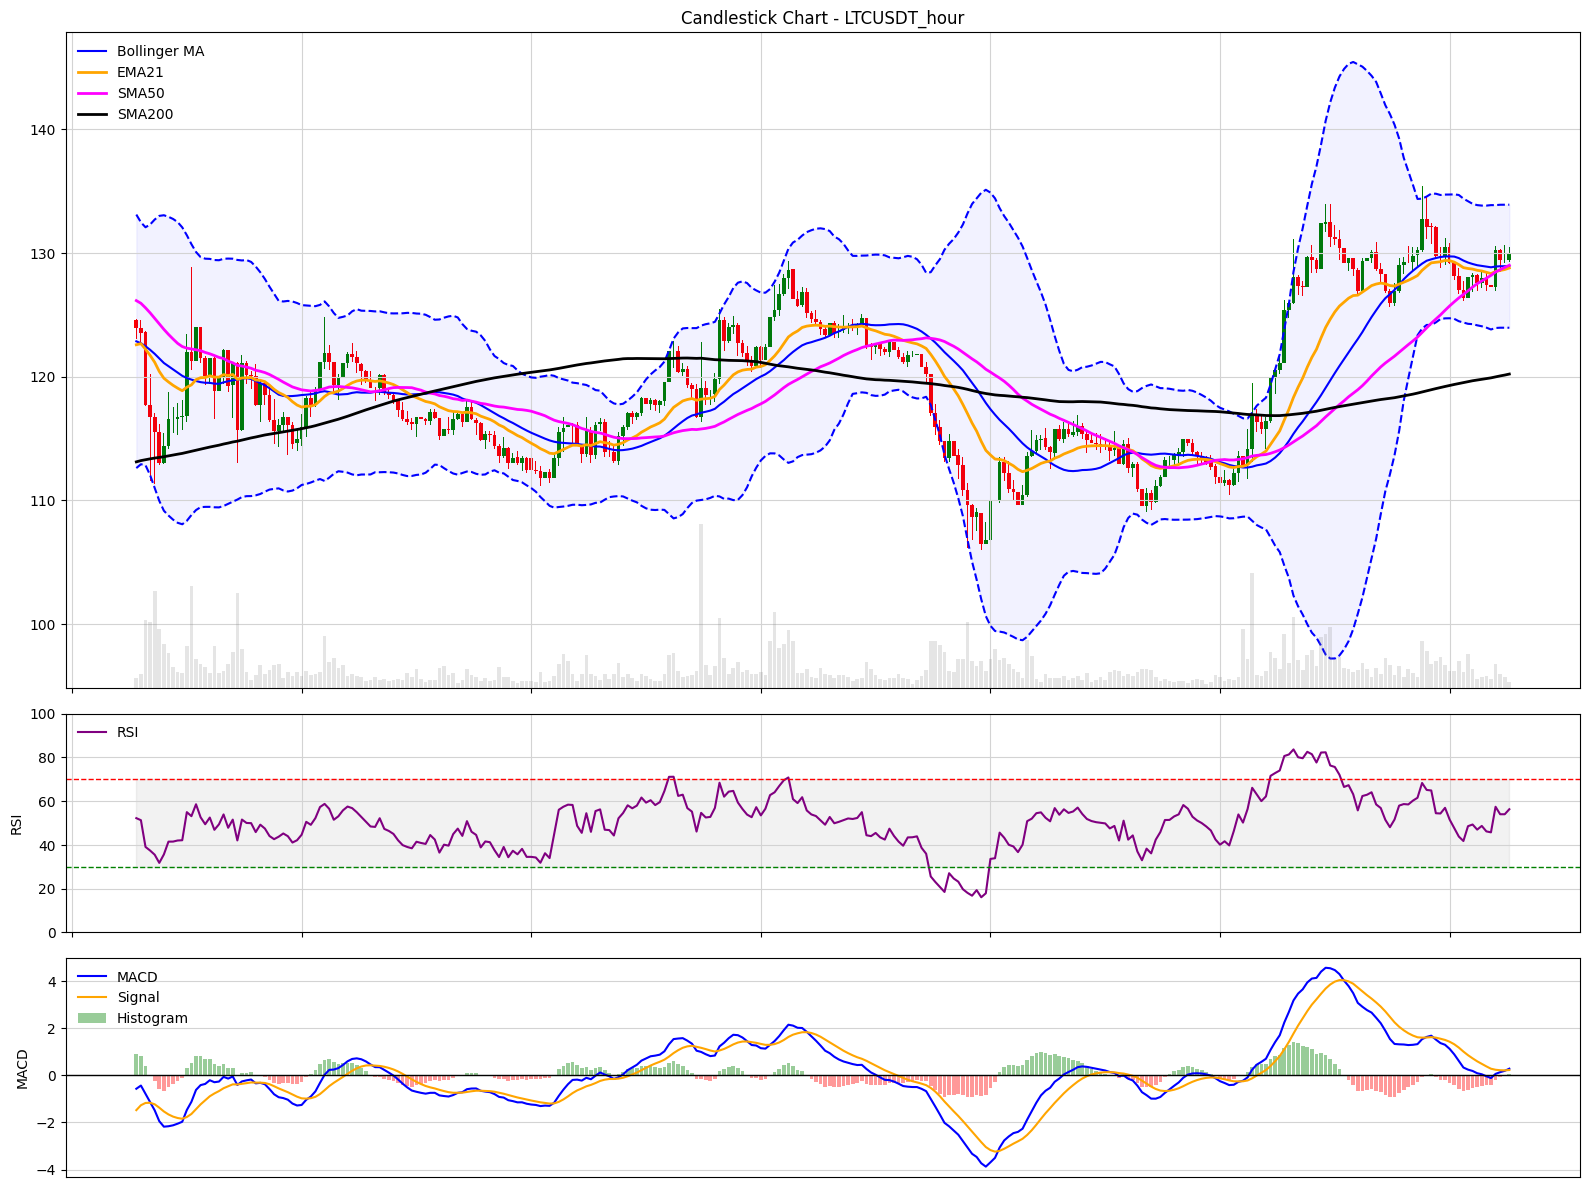 Candlestick Chart - LTCUSDT_hour
Bollinger MA
EMA21
SMA50
SMA200
140
130
120
110
100
100
RSI
80
60
RSI
40
20
0
MACD
4
Signal
2
Histogram
MACD
0
−2
−4